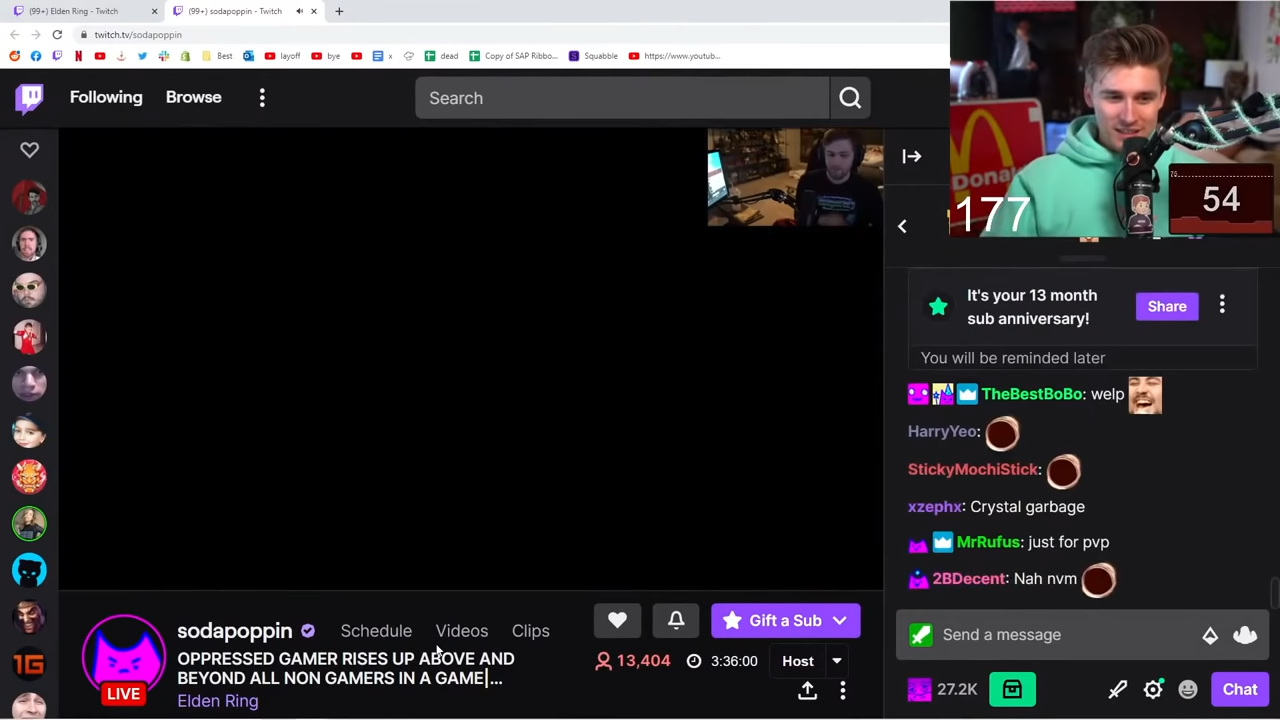 (99+) Elden Ring - Twitch
(99+) sodapoppin - Twitch
twitch.tv/sodapoppin
Best
layoff
bye
x
dead
Copy of SAP Ribbo...
Squabble
https://www.youtub...
Following
Browse
Search
McDonald
177
54
It's your 13 month
sub anniversary!
Share
You will be reminded later
TheBestBoBo: welp
HarryYeo:
StickyMochiStick:
xzephx: Crystal garbage
MrRufus: just for pvp
2BDecent: Nah nvm
Send a message
27.2K
Chat
sodapoppin
Schedule
Videos
Clips
Gift a Sub
OPPRESSED GAMER RISES UP ABOVE AND
BEYOND ALL NON GAMERS IN A GAME|...
13,404
3:36:00
Host
LIVE
Elden Ring
1G